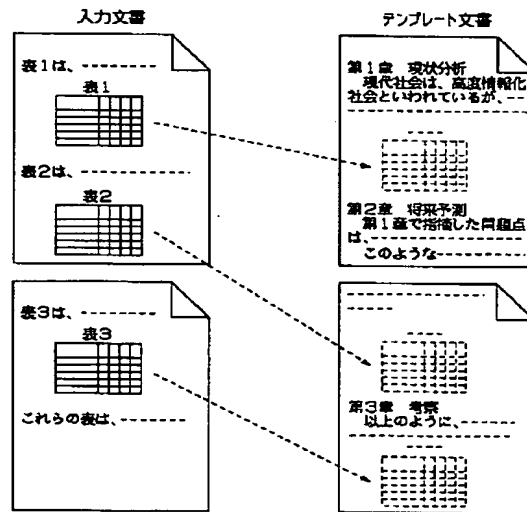 入力文書
表1は、
表1
表2は、
表2
表3は、
表3
これらの表は、
テンプレート文書
第1章 現状分析
現代社会は、高度情報化
社会といわれているが、
第2章 将来予測
第1章で指摘した問題点
は、
このような
第3章 考察
以上のように、